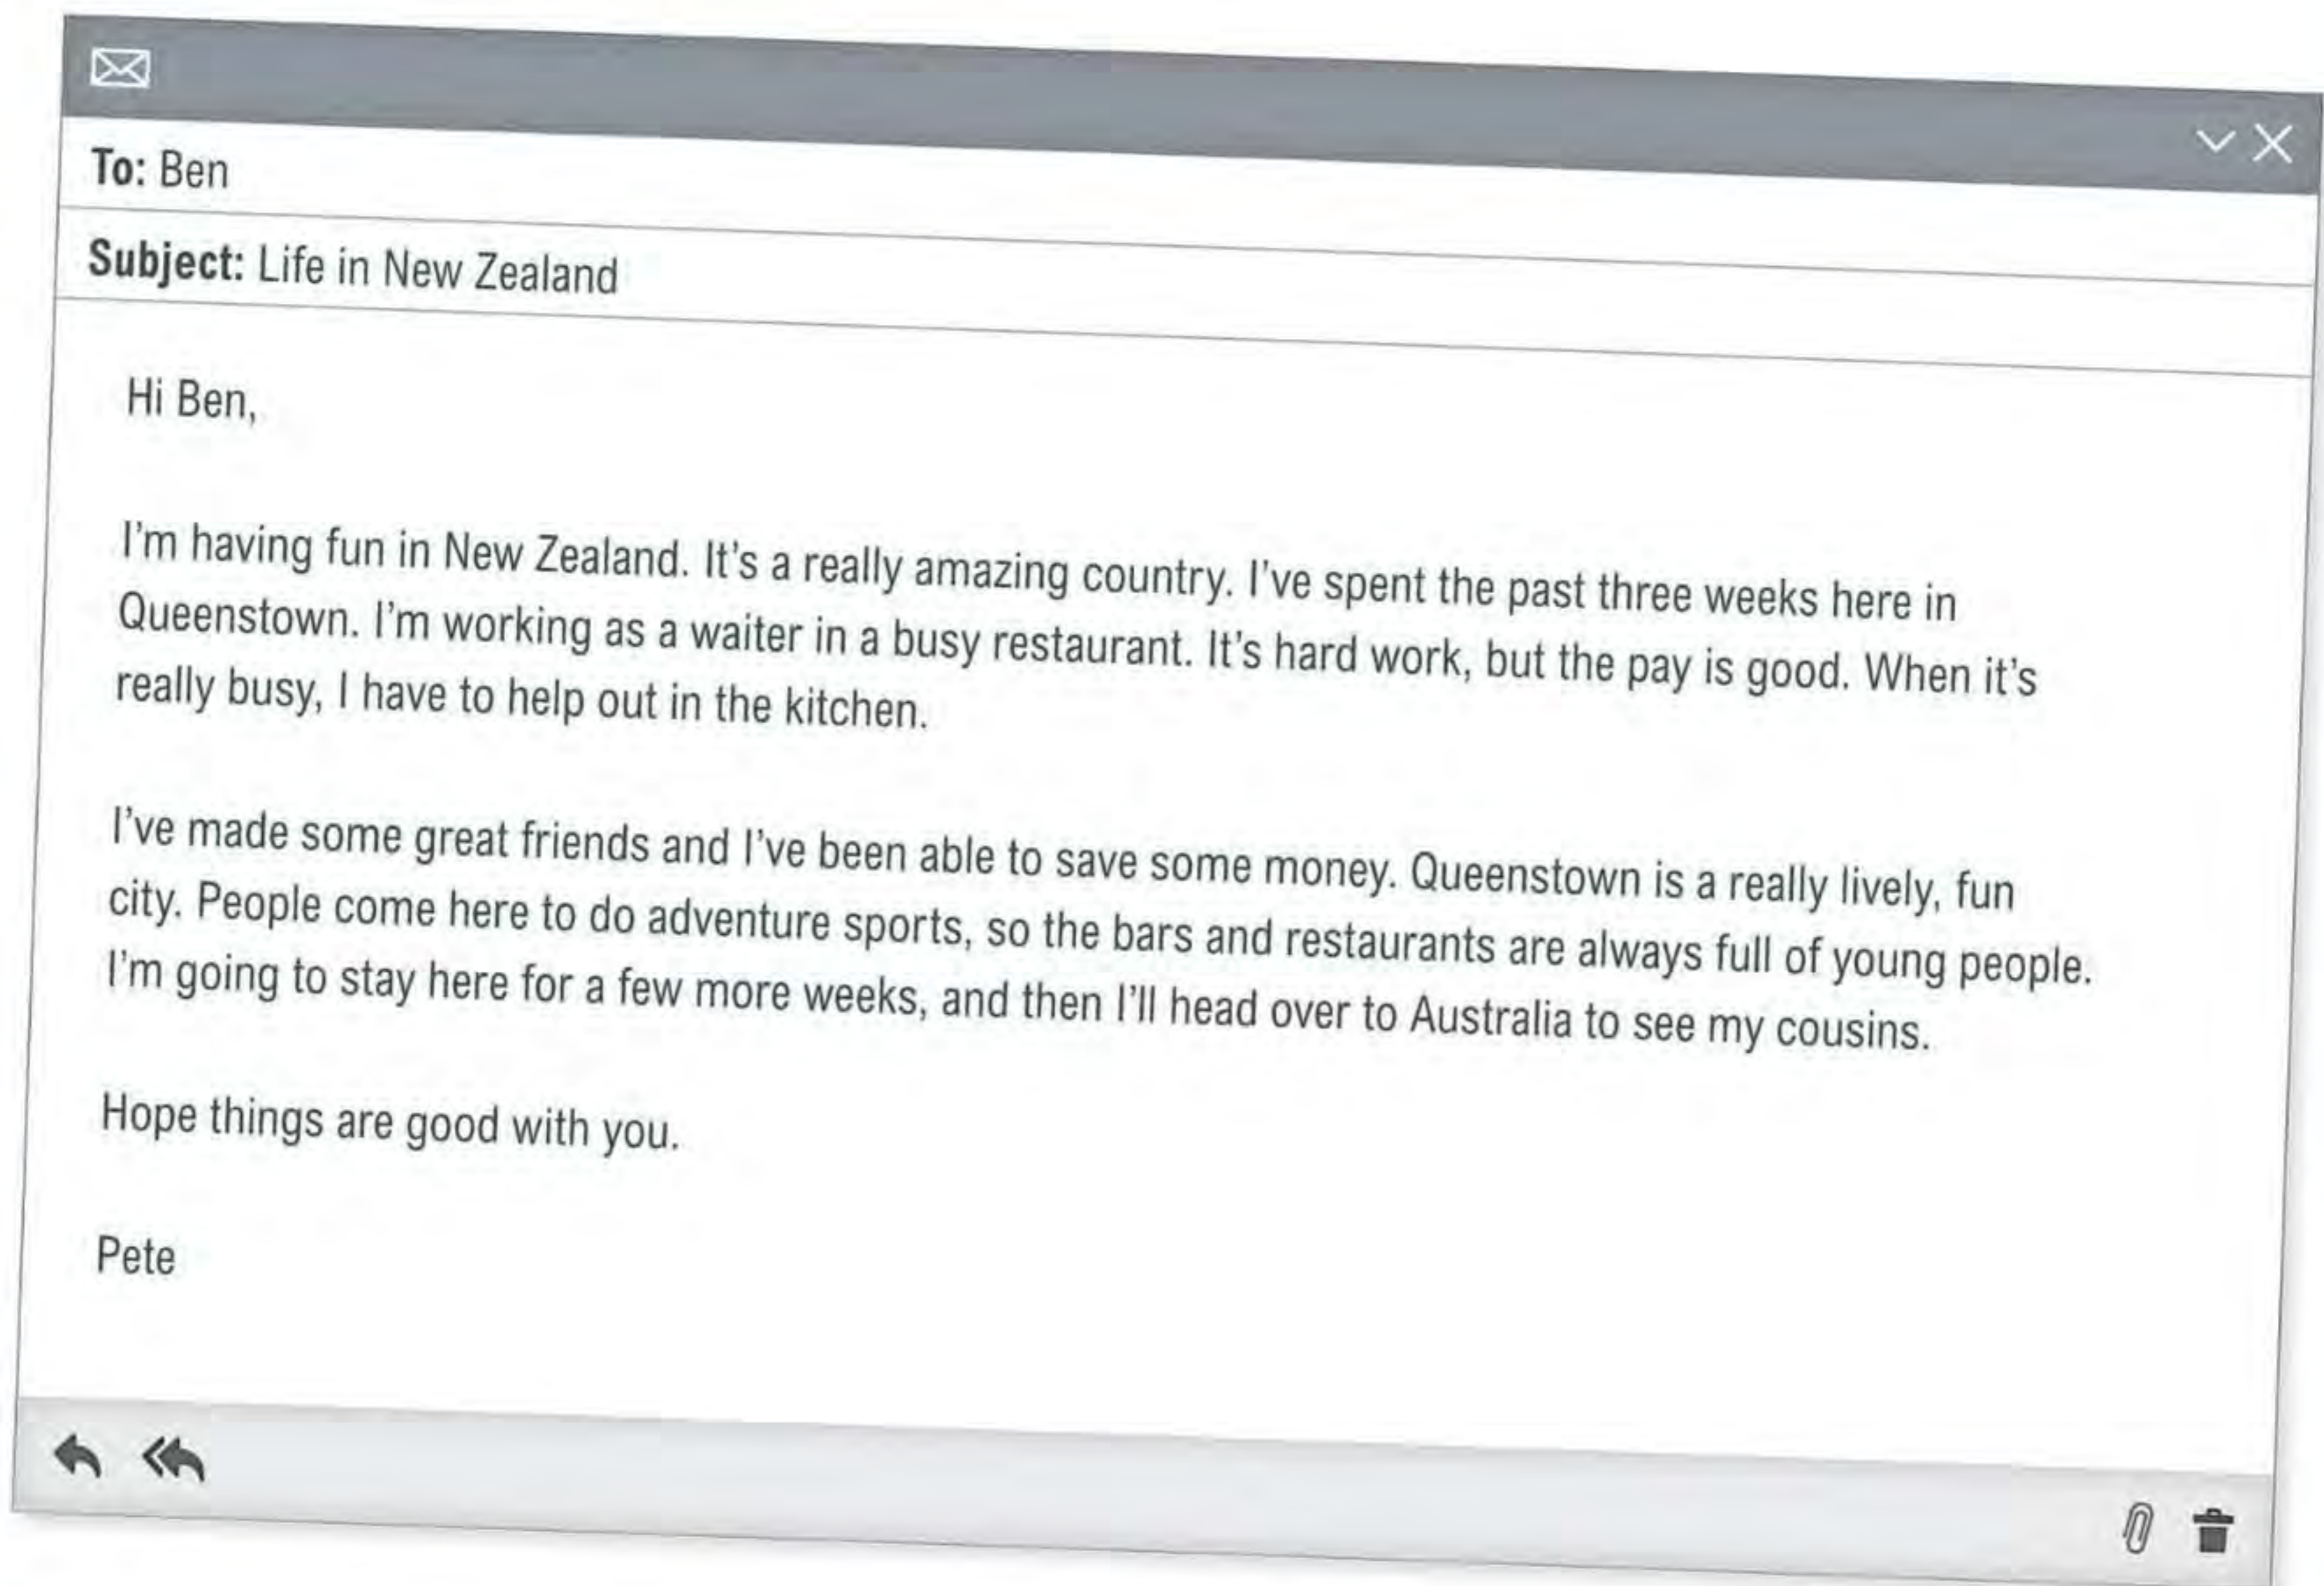 To: Ben
Subject: Life in New Zealand
Hi Ben,
I'm having fun in New Zealand. It's a really amazing country. I've spent the past three weeks here in
Queenstown. I'm working as a waiter in a busy restaurant. It's hard work, but the pay is good. When it's
really busy, I have to help out in the kitchen.
I've made some great friends and I've been able to save some money. Queenstown is a really lively, fun
city. People come here to do adventure sports, so the bars and restaurants are always full of young people.
I'm going to stay here for a few more weeks, and then I'll head over to Australia to see my cousins.
Hope things are good with you.
Pete